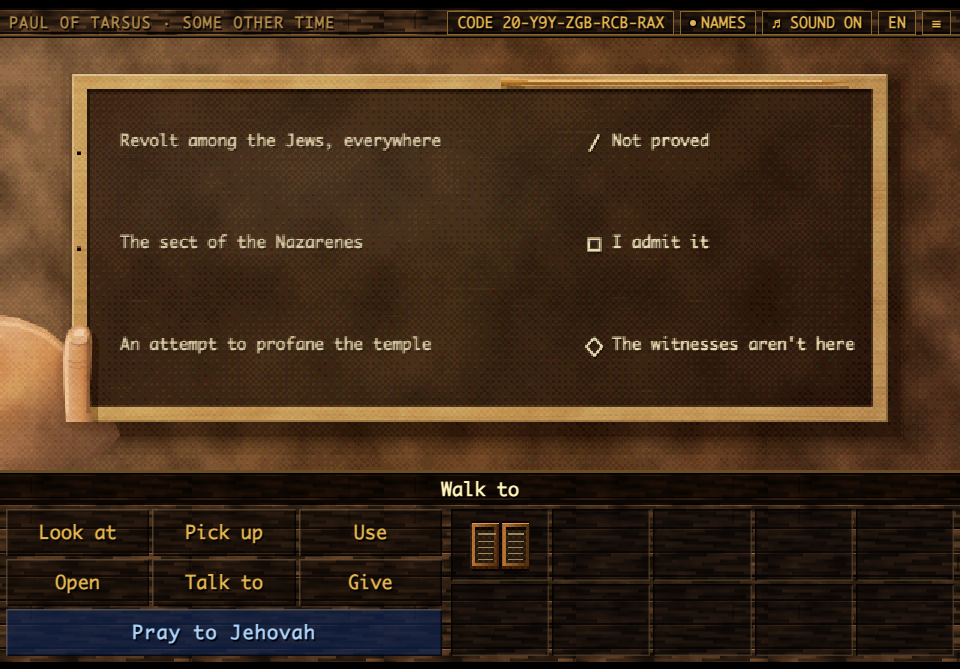 PAUL OF TARSUS · SOME OTHER TIME
CODE 20-Y9Y-ZGB-RCB-RAX
• NAMES
♬ SOUND ON
EN
≡
Revolt among the Jews, everywhere
/ Not proved
The sect of the Nazarenes
□ I admit it
An attempt to profane the temple
◇ The witnesses aren't here
Walk to
Look at
Pick up
Use
Open
Talk to
Give
Pray to Jehovah